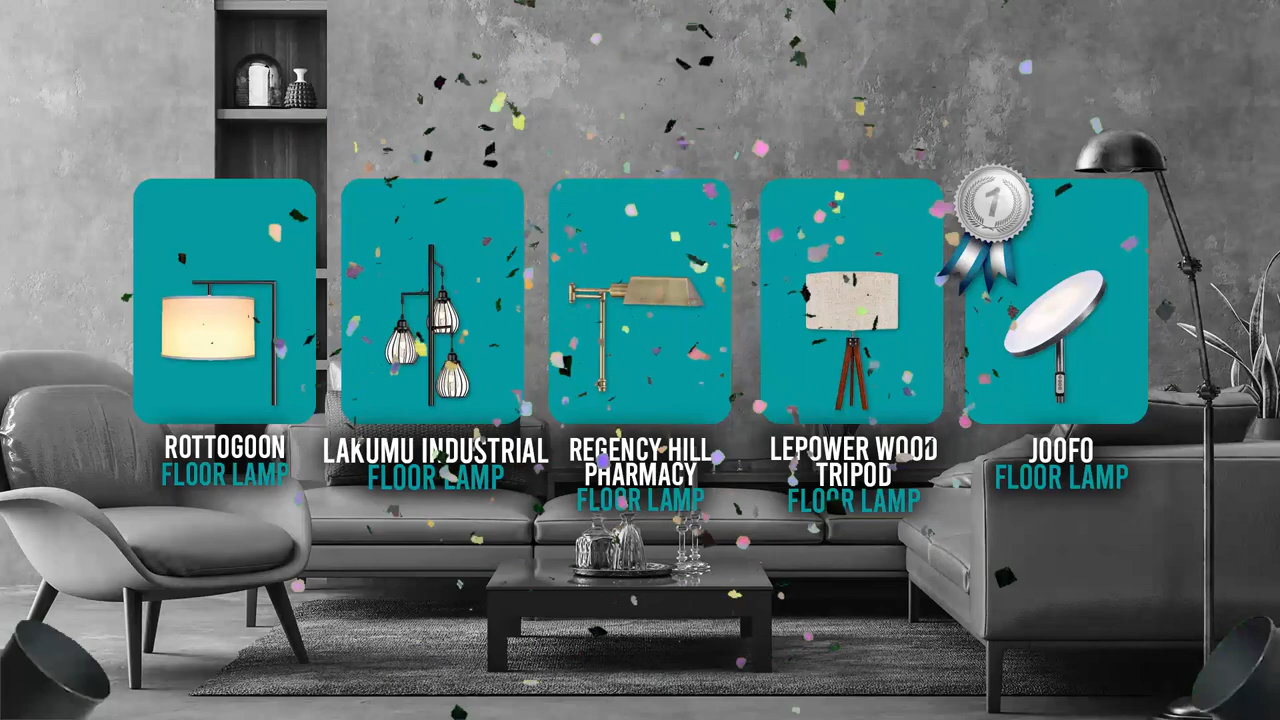 1
ROTTOGOON
FLOOR LAMP
LAKUMU INDUSTRIAL
FLOOR LAMP
REGENCY HILL
PHARMACY
FLOOR LAMP
LEPOWER WOOD
TRIPOD
FLOOR LAMP
JOOFO
FLOOR LAMP